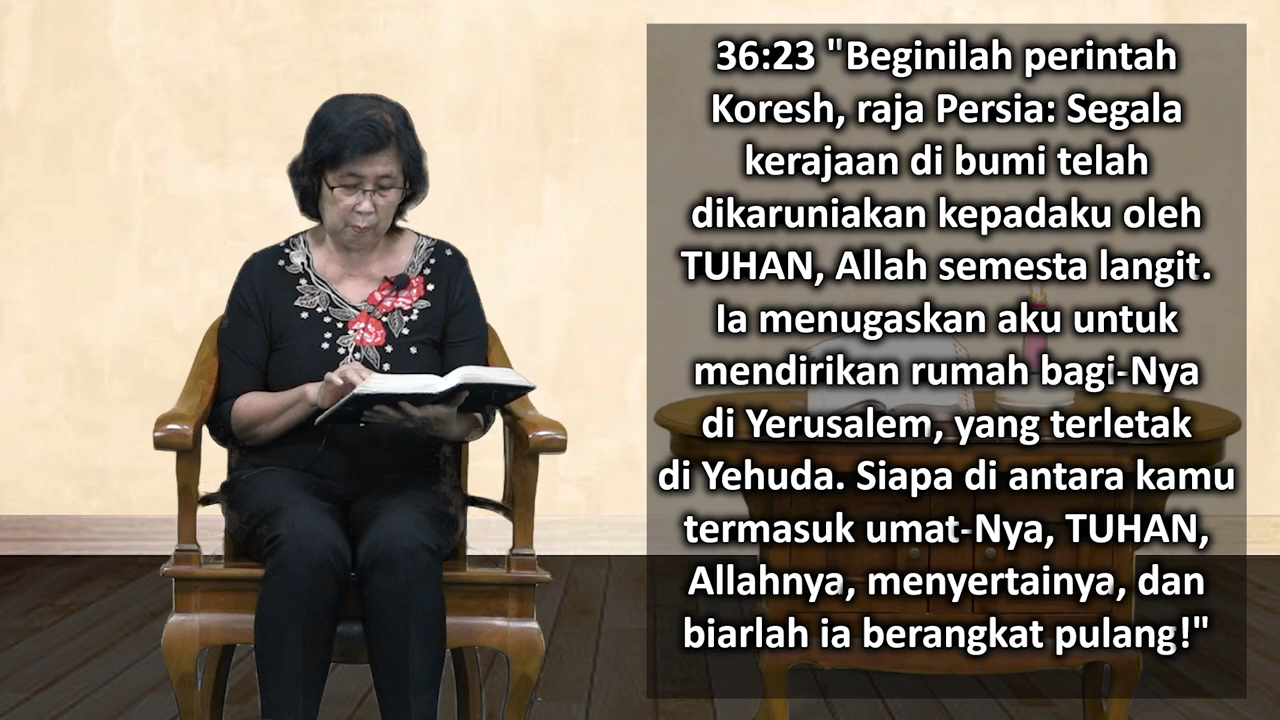 36:23 "Beginilah perintah
Koresh, raja Persia: Segala
kerajaan di bumi telah
dikaruniakan kepadaku oleh
TUHAN, Allah semesta langit.
Ia menugaskan aku untuk
mendirikan rumah bagi-Nya
di Yerusalem, yang terletak
di Yehuda. Siapa di antara kamu
termasuk umat-Nya, TUHAN,
Allahnya, menyertainya, dan
biarlah ia berangkat pulang!"